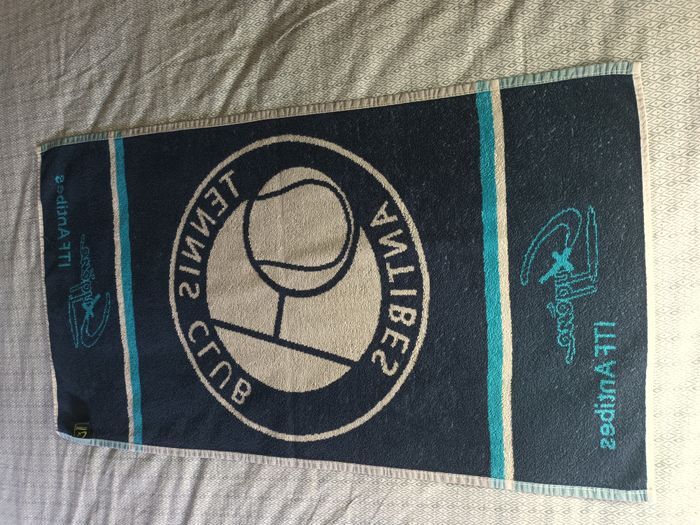 TENNIS CLUB
ANTIBES
ITF Antibes
ITF Antibes